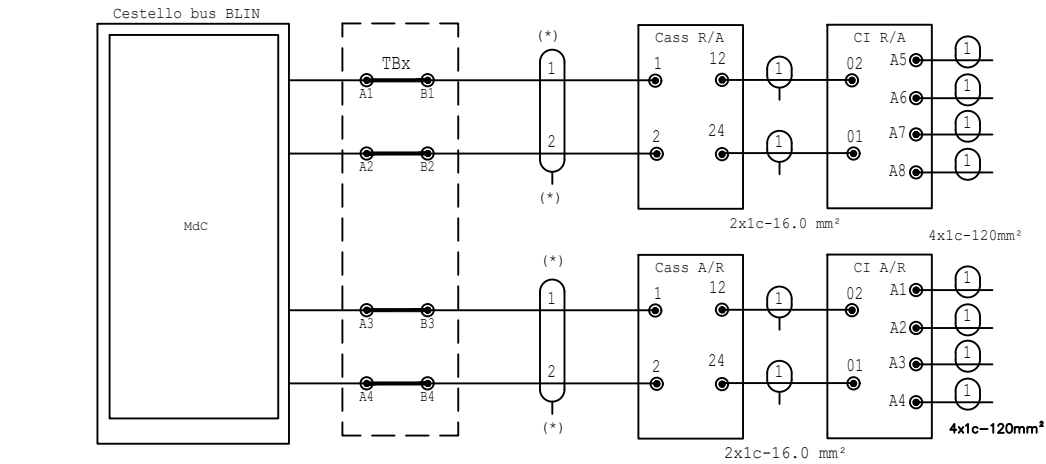 Cestello bus BLIN
MdC
TBx
A1 B1
A2 B2
A3 B3
A4 B4
(*)
1
2
(*)
Cass R/A
1 12
2 24
1
1
2x1c-16.0 mm²
CI R/A
02 A5
A6
01 A7
A8
1
1
1
1
4x1c-120mm²
(*)
1
2
(*)
Cass A/R
1 12
2 24
1
1
2x1c-16.0 mm²
CI A/R
02 A1
A2
01 A3
A4
1
1
1
1
4x1c-120mm²